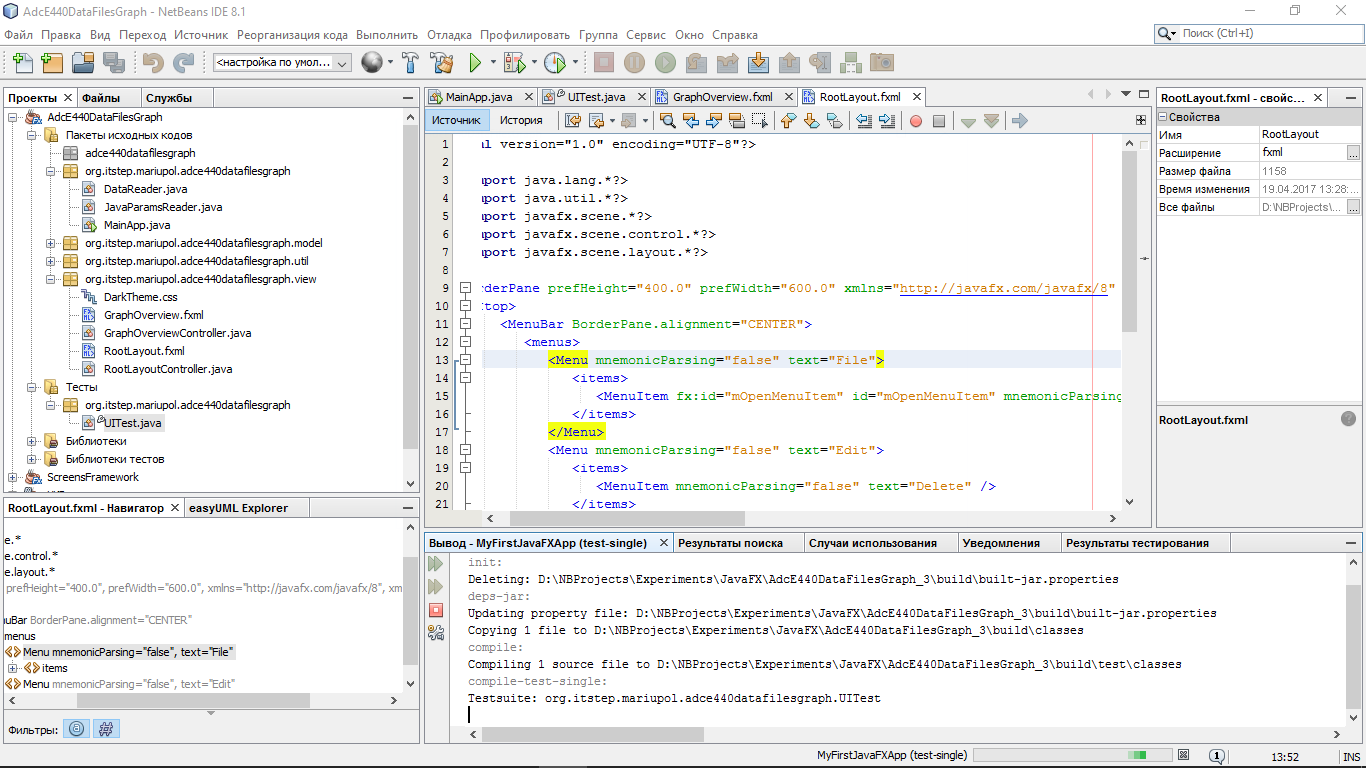 AdcE440DataFilesGraph - NetBeans IDE 8.1
Файл Правка Вид Переход Источник Реорганизация кода Выполнить Отладка Профилировать Группа Сервис Окно Справка
Поиск (Ctrl+I)
<настройка по умол...
Проекты Файлы Службы
AdcE440DataFilesGraph
Пакеты исходных кодов
adce440datafilesgraph
org.itstep.mariupol.adce440datafilesgraph
DataReader.java
JavaParamsReader.java
MainApp.java
org.itstep.mariupol.adce440datafilesgraph.model
org.itstep.mariupol.adce440datafilesgraph.util
org.itstep.mariupol.adce440datafilesgraph.view
DarkTheme.css
GraphOverview.fxml
GraphOverviewController.java
RootLayout.fxml
RootLayoutController.java
Тесты
org.itstep.mariupol.adce440datafilesgraph
UITest.java
Библиотеки
Библиотеки тестов
ScreensFramework
RootLayout.fxml - Навигатор easyUML Explorer
e.*
e.control.*
e.layout.*
prefHeight="400.0", prefWidth="600.0", xmlns="http://javafx.com/javafx/8", xm
nuBar BorderPane.alignment="CENTER"
menus
Menu mnemonicParsing="false", text="File"
items
Menu mnemonicParsing="false", text="Edit"
Фильтры:
MainApp.java UITest.java GraphOverview.fxml RootLayout.fxml
Источник История
1 ml version="1.0" encoding="UTF-8"?>
2
3 mport java.lang.*?>
4 mport java.util.*?>
5 mport javafx.scene.*?>
6 mport javafx.scene.control.*?>
7 mport javafx.scene.layout.*?>
8
9 rderPane prefHeight="400.0" prefWidth="600.0" xmlns="http://javafx.com/javafx/8"
10 top>
11 <MenuBar BorderPane.alignment="CENTER">
12 <menus>
13 <Menu mnemonicParsing="false" text="File">
14 <items>
15 <MenuItem fx:id="mOpenMenuItem" id="mOpenMenuItem" mnemonicParsing
16 </items>
17 </Menu>
18 <Menu mnemonicParsing="false" text="Edit">
19 <items>
20 <MenuItem mnemonicParsing="false" text="Delete" />
21 </items>
RootLayout.fxml - свойс...
Свойства
Имя RootLayout
Расширение fxml ...
Размер файла 1158
Время изменения 19.04.2017 13:28:...
Все файлы D:\NBProjects\... ...
RootLayout.fxml
Вывод - MyFirstJavaFXApp (test-single) Результаты поиска Случаи использования Уведомления Результаты тестирования
init:
Deleting: D:\NBProjects\Experiments\JavaFX\AdcE440DataFilesGraph_3\build\built-jar.properties
deps-jar:
Updating property file: D:\NBProjects\Experiments\JavaFX\AdcE440DataFilesGraph_3\build\built-jar.properties
Copying 1 file to D:\NBProjects\Experiments\JavaFX\AdcE440DataFilesGraph_3\build\classes
compile:
Compiling 1 source file to D:\NBProjects\Experiments\JavaFX\AdcE440DataFilesGraph_3\build\test\classes
compile-test-single:
Testsuite: org.itstep.mariupol.adce440datafilesgraph.UITest
MyFirstJavaFXApp (test-single) 1 13:52 INS